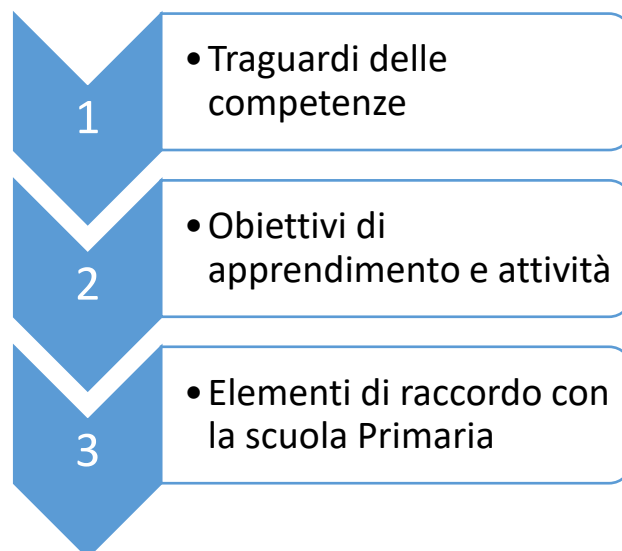 1
• Traguardi delle
competenze
2
• Obiettivi di
apprendimento e attività
3
• Elementi di raccordo con
la scuola Primaria